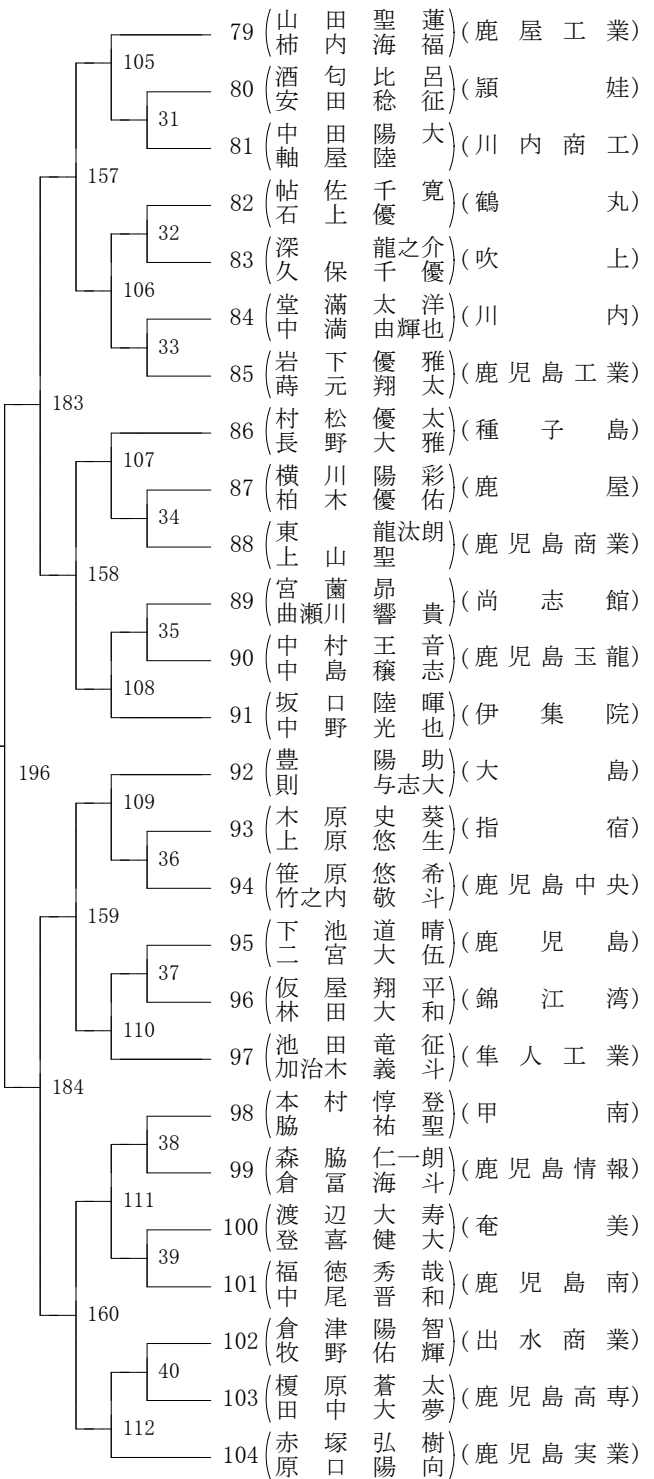 79 (山田聖蓮 柿内海福) (鹿屋工業)
105
80 (酒匂比呂 安田稔征) (頴娃)
31
81 (中田陽大 軸屋陸) (川内商工)
157
82 (帖佐千寛 石上優) (鶴丸)
32
83 (深龍之介 久保千優) (吹上)
106
84 (堂満太洋 中満由輝也) (川内)
33
85 (岩下優雅 蒔元翔太) (鹿児島工業)
183
86 (村松優太 長野大雅) (種子島)
107
87 (横川陽彩 柏木優佑) (鹿屋)
34
88 (東龍汰朗 上山聖) (鹿児島商業)
158
89 (宮薗昴 曲瀬川響貴) (尚志館)
35
90 (中村王音 中島穣志) (鹿児島玉龍)
108
91 (坂口陸暉 中野光也) (伊集院)
196
92 (豊陽助 則与志大) (大島)
109
93 (木原史葵 上原悠生) (指宿)
36
94 (笹原悠希 竹之内敬斗) (鹿児島中央)
159
95 (下池道晴 二宮大伍) (鹿児島)
37
96 (仮屋翔平 林田大和) (錦江湾)
110
97 (池田竜征 加治木義斗) (隼人工業)
184
98 (本村惇登 脇祐聖) (甲南)
38
99 (森脇仁一朗 倉冨海斗) (鹿児島情報)
111
100 (渡辺大寿 登喜健大) (奄美)
39
101 (福徳秀哉 中尾晋和) (鹿児島南)
160
102 (倉津陽智 牧野佑輝) (出水商業)
40
103 (榎原蒼太 田中大夢) (鹿児島高専)
112
104 (赤塚弘樹 原口陽向) (鹿児島実業)